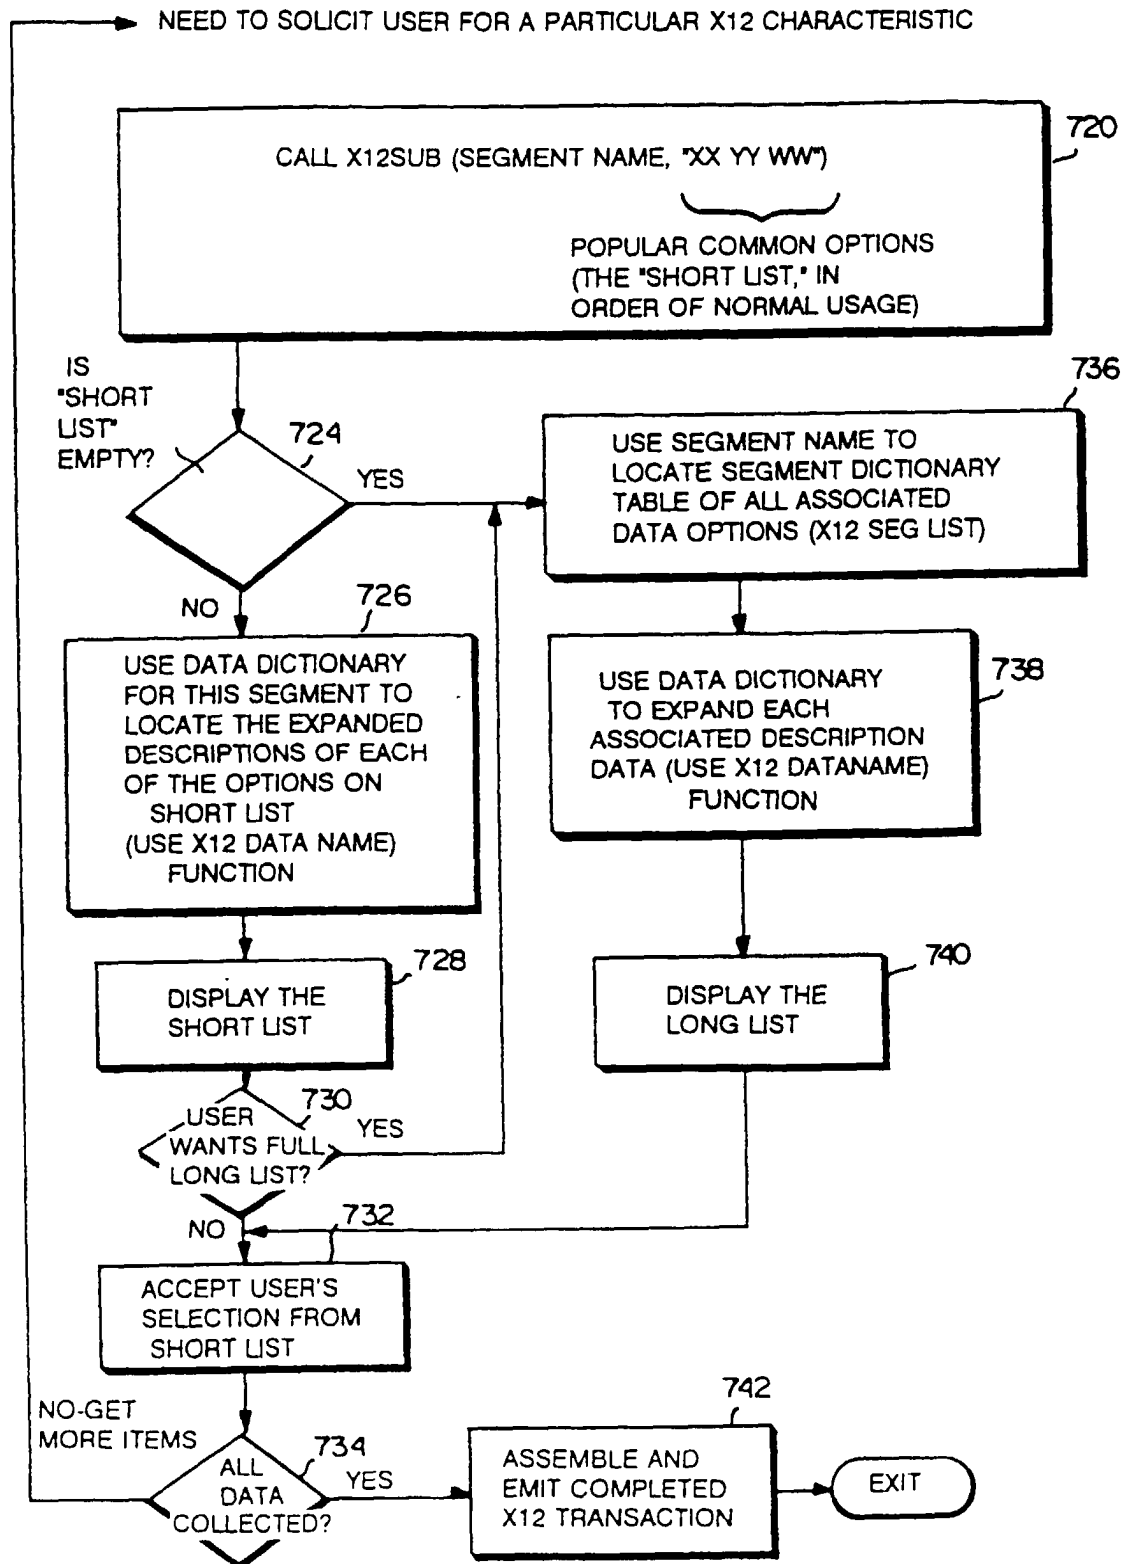 NEED TO SOLICIT USER FOR A PARTICULAR X12 CHARACTERISTIC
720
CALL X12SUB (SEGMENT NAME, "XX YY WW")
POPULAR COMMON OPTIONS
(THE "SHORT LIST," IN
ORDER OF NORMAL USAGE)
IS
"SHORT
LIST"
EMPTY?
724
YES
NO
736
USE SEGMENT NAME TO
LOCATE SEGMENT DICTIONARY
TABLE OF ALL ASSOCIATED
DATA OPTIONS (X12 SEG LIST)
726
USE DATA DICTIONARY
FOR THIS SEGMENT TO
LOCATE THE EXPANDED
DESCRIPTIONS OF EACH
OF THE OPTIONS ON
SHORT LIST
(USE X12 DATA NAME)
FUNCTION
738
USE DATA DICTIONARY
TO EXPAND EACH
ASSOCIATED DESCRIPTION
DATA (USE X12 DATANAME)
FUNCTION
728
DISPLAY THE
SHORT LIST
740
DISPLAY THE
LONG LIST
730
USER
WANTS FULL
LONG LIST?
YES
NO
732
ACCEPT USER'S
SELECTION FROM
SHORT LIST
NO-GET
MORE ITEMS
734
ALL
DATA
COLLECTED?
YES
742
ASSEMBLE AND
EMIT COMPLETED
X12 TRANSACTION
EXIT